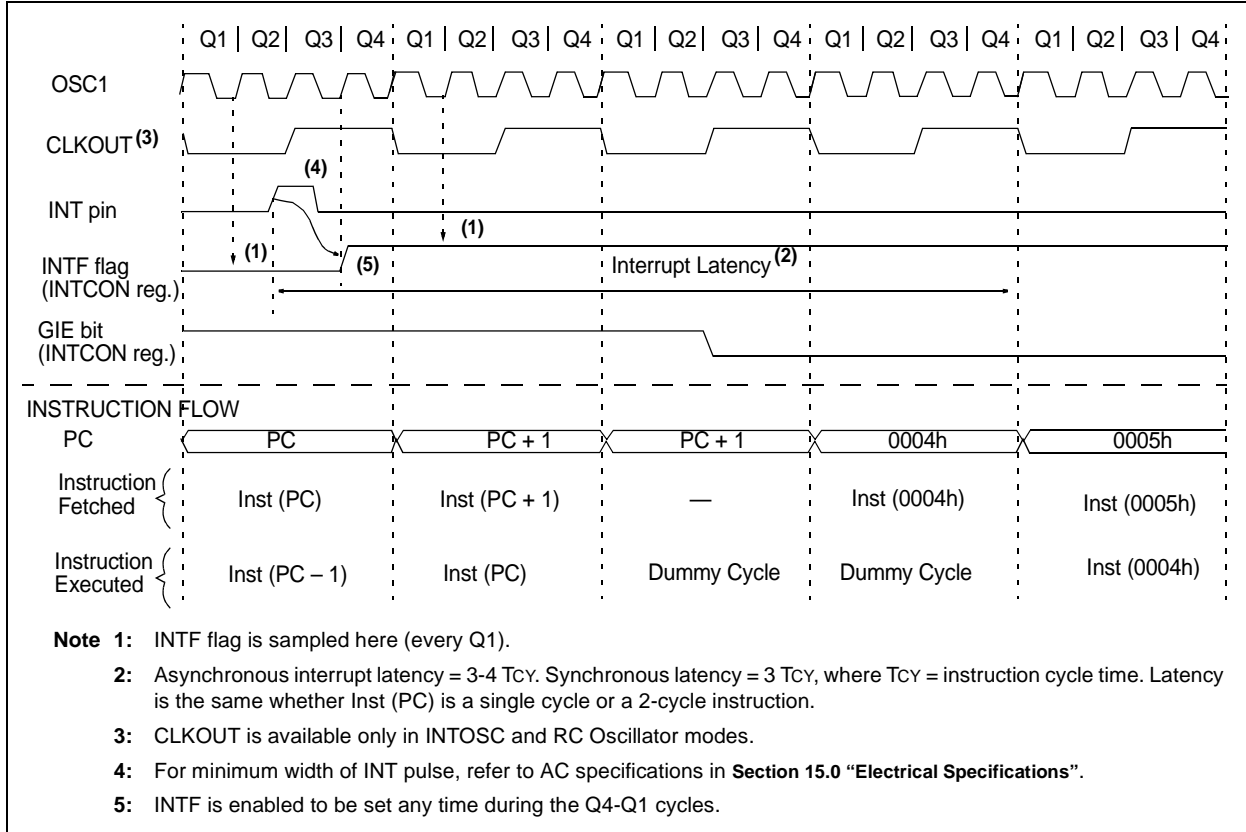 Q1 | Q2 | Q3 | Q4 Q1 | Q2 | Q3 | Q4 Q1 | Q2 | Q3 | Q4 Q1 | Q2 | Q3 | Q4 Q1 | Q2 | Q3 | Q4
OSC1
CLKOUT (3)
(4)
INT pin
(1)
(1)
(5)
INTF flag
(INTCON reg.)
Interrupt Latency (2)
GIE bit
(INTCON reg.)
INSTRUCTION FLOW
PC PC PC + 1 PC + 1 0004h 0005h
Instruction
Fetched
Inst (PC) Inst (PC + 1) — Inst (0004h) Inst (0005h)
Instruction
Executed
Inst (PC – 1) Inst (PC) Dummy Cycle Dummy Cycle Inst (0004h)
Note 1: INTF flag is sampled here (every Q1).
2: Asynchronous interrupt latency = 3-4 TCY. Synchronous latency = 3 TCY, where TCY = instruction cycle time. Latency
is the same whether Inst (PC) is a single cycle or a 2-cycle instruction.
3: CLKOUT is available only in INTOSC and RC Oscillator modes.
4: For minimum width of INT pulse, refer to AC specifications in Section 15.0 “Electrical Specifications”.
5: INTF is enabled to be set any time during the Q4-Q1 cycles.